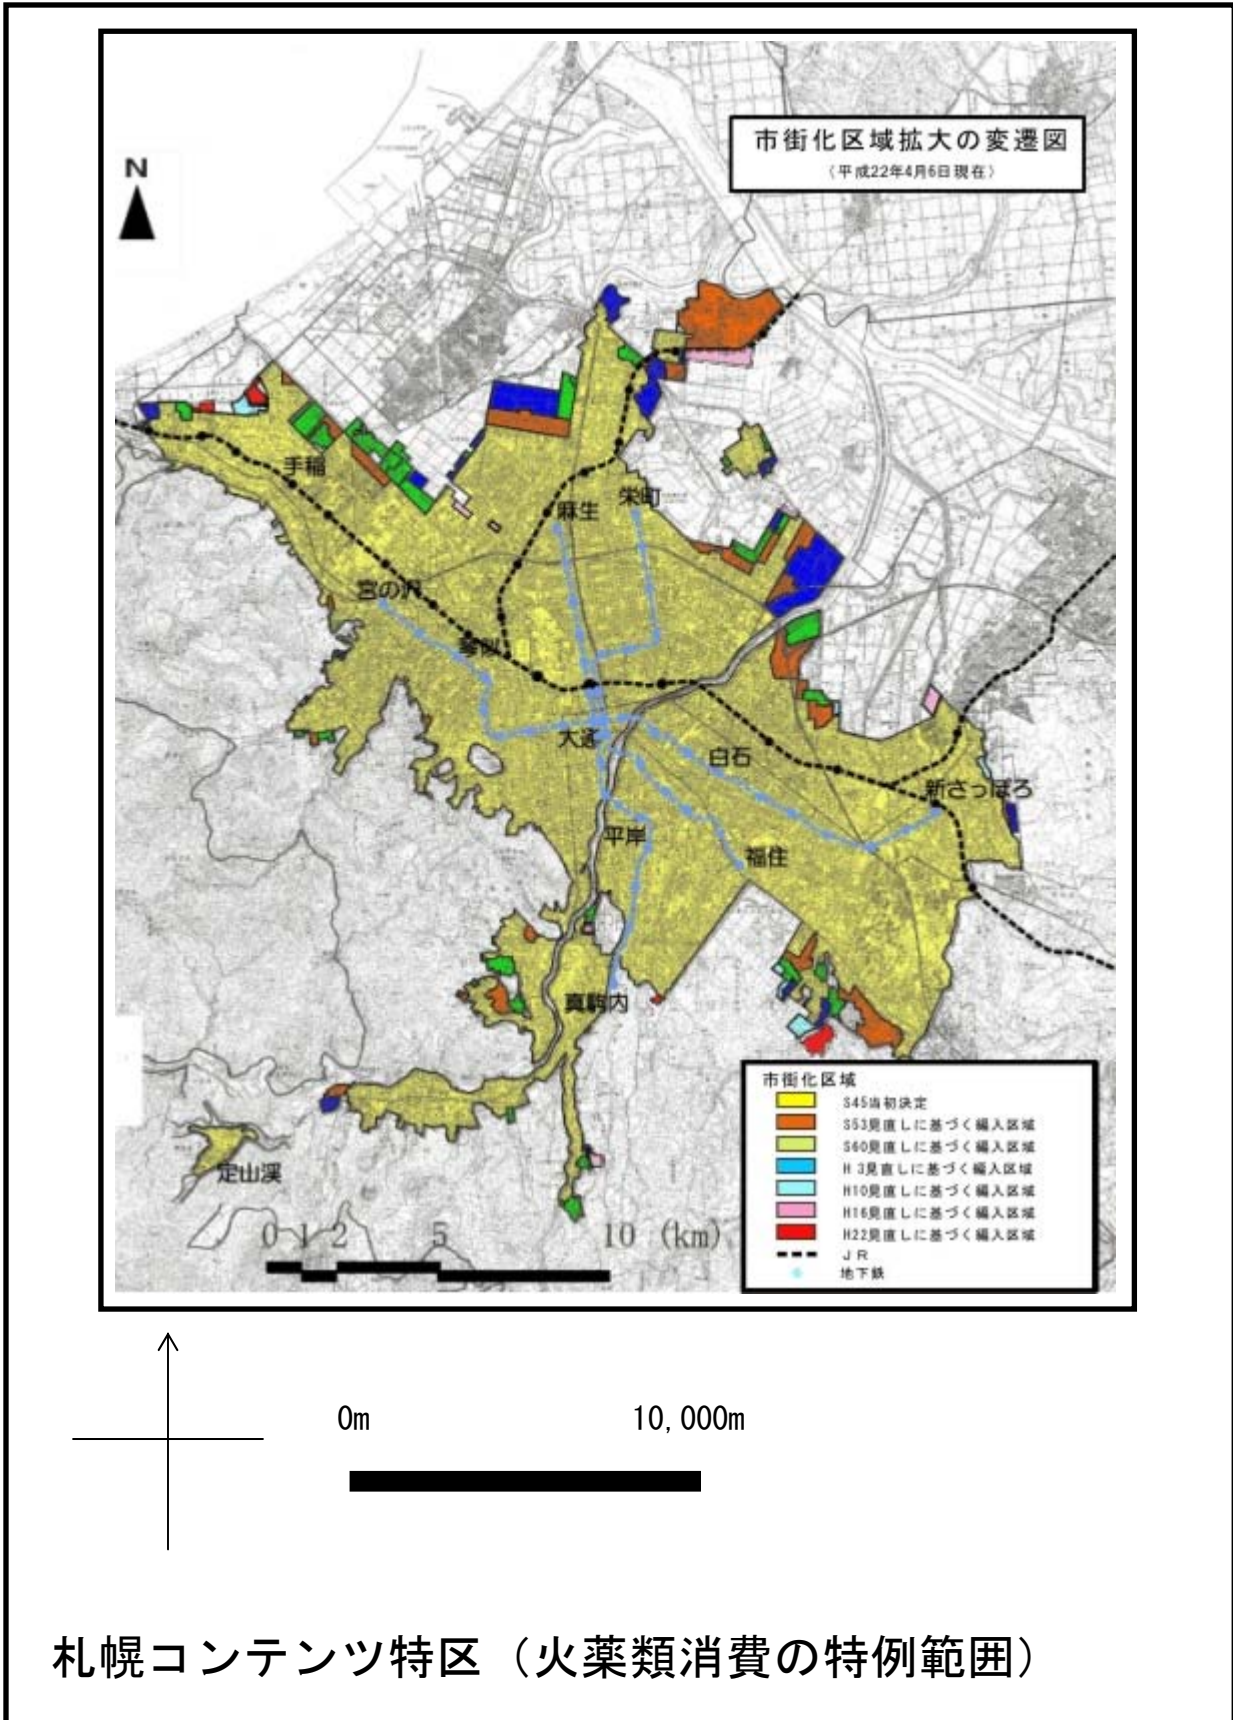 市街化区域拡大の変遷図
（平成22年4月6日現在）
N
手稲
麻生
栄町
宮の沢
琴似
大通
白石
新さっぽろ
平岸
福住
真駒内
定山渓
市街化区域
S45当初決定
S53見直しに基づく編入区域
S60見直しに基づく編入区域
H 3見直しに基づく編入区域
H10見直しに基づく編入区域
H16見直しに基づく編入区域
H22見直しに基づく編入区域
ＪＲ
地下鉄
0 1 2 5 10 (km)
0m 10,000m
札幌コンテンツ特区（火薬類消費の特例範囲）